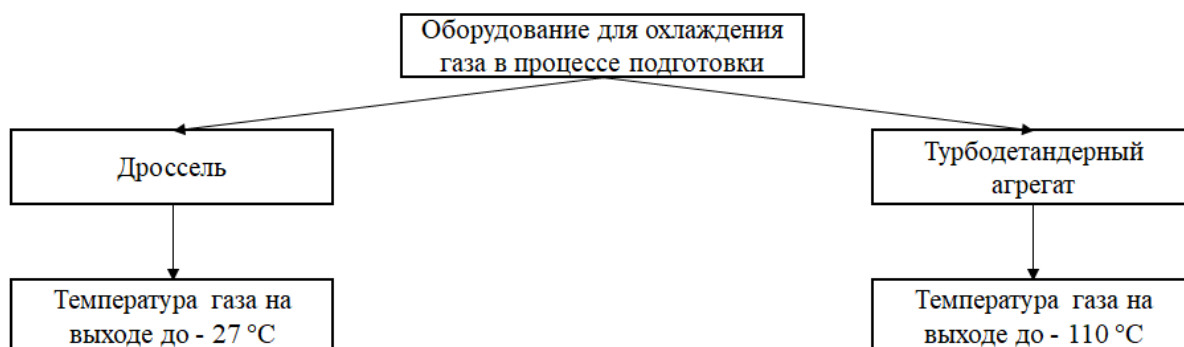 Оборудование для охлаждения
газа в процессе подготовки
Дроссель
Турбодетандерный
агрегат
Температура газа на
выходе до - 27 °C
Температура газа на
выходе до - 110 °C